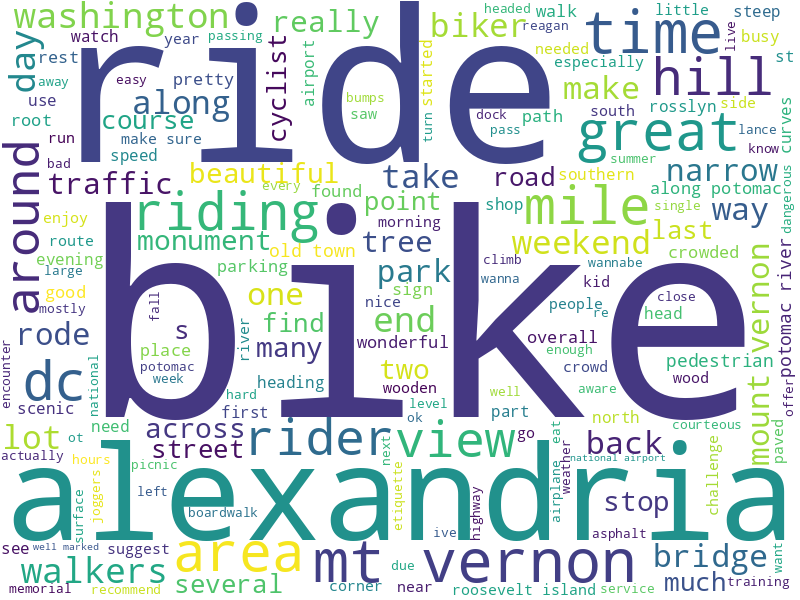 headed walk little steep
washington ride time
watch year passing really biker reagan needed especially busy st live
day rest pretty airport started hill
away easy cyclist bumps make
use along saw turn dock great rosslyn side
root course pass path south lance curves
run make sure know
bad speed beautiful summer narrow
around traffic every found take road southern along potomac dangerous
enjoy riding point shop mile single way
route monument morning weekend last
evening old town tree climb wannabe crowded
large parking park wanna kid
good fall one sign nice close mount vernon potomac river
mostly s find end people re head
rode river many wonderful overall
encounter dc place two enough pedestrian
scenic national potomac heading wooden crowd wood offer
week hard level aware
first ok part well north courteous
lot need across rider view go back paved
ot street next
actually hours bike weather national airport challenge
surface joggers picnic alexandria etiquette eat
left boardwalk ive highway airplane stop
see well marked suggest area mt vernon asphalt bridge want
walkers due
memorial recommend several corner near roosevelt island service much training